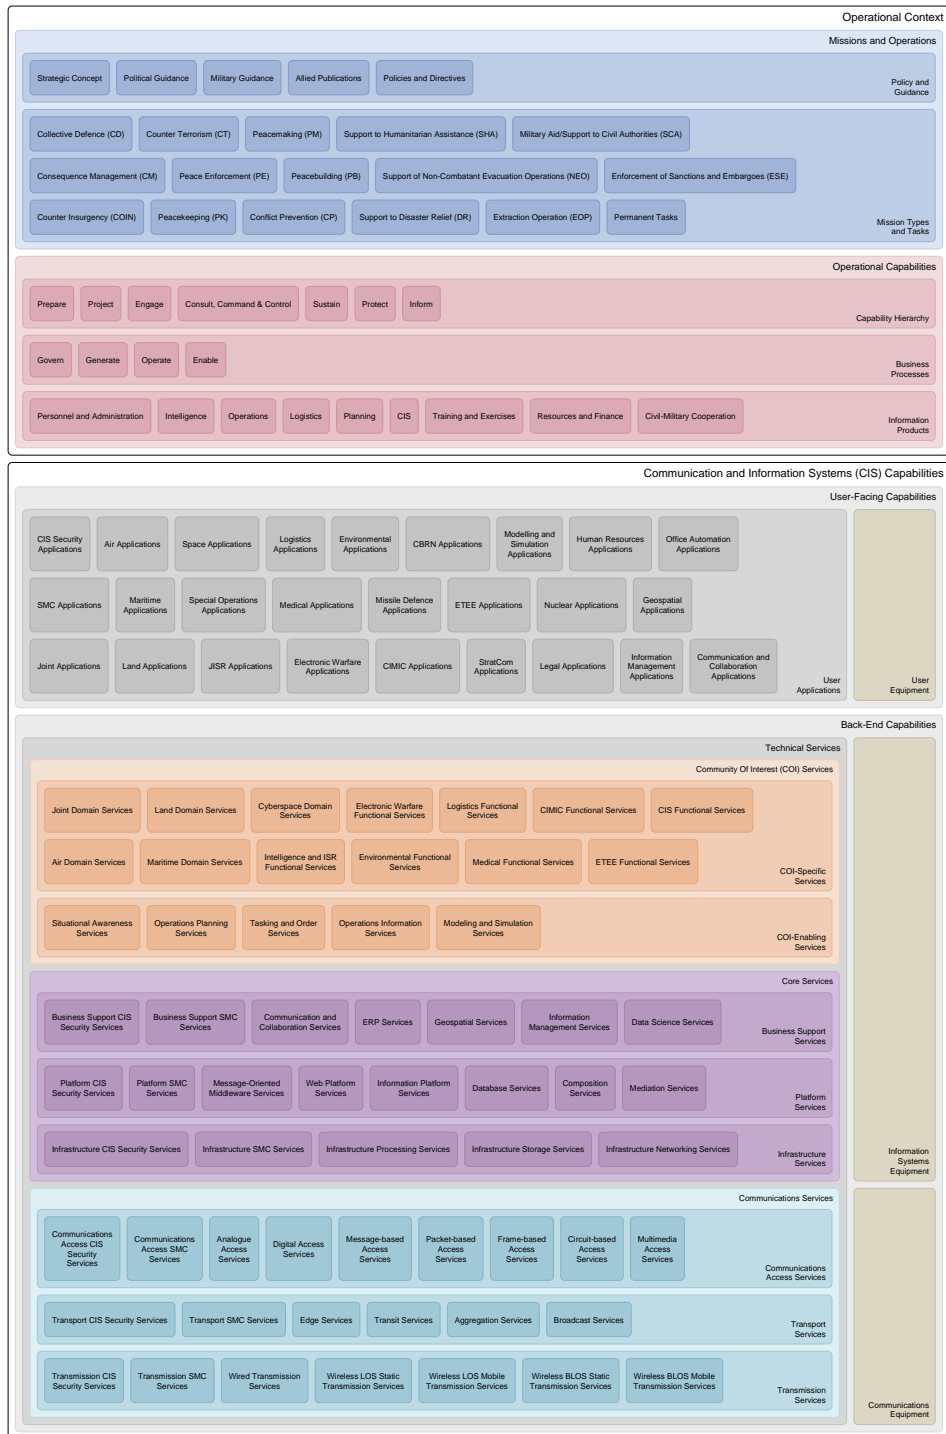 Operational Context
Missions and Operations
Strategic Concept
Political Guidance
Military Guidance
Allied Publications
Policies and Directives
Policy and
Guidance
Collective Defence (CD)
Counter Terrorism (CT)
Peacemaking (PM)
Support to Humanitarian Assistance (SHA)
Military Aid/Support to Civil Authorities (SCA)
Consequence Management (CM)
Peace Enforcement (PE)
Peacebuilding (PB)
Support of Non-Combatant Evacuation Operations (NEO)
Enforcement of Sanctions and Embargoes (ESE)
Counter Insurgency (COIN)
Peacekeeping (PK)
Conflict Prevention (CP)
Support to Disaster Relief (DR)
Extraction Operation (EOP)
Permanent Tasks
Mission Types
and Tasks
Operational Capabilities
Prepare
Project
Engage
Consult, Command & Control
Sustain
Protect
Inform
Capability Hierarchy
Govern
Generate
Operate
Enable
Business
Processes
Personnel and Administration
Intelligence
Operations
Logistics
Planning
CIS
Training and Exercises
Resources and Finance
Civil-Military Cooperation
Information
Products
Communication and Information Systems (CIS) Capabilities
User-Facing Capabilities
CIS Security
Applications
Air Applications
Space Applications
Logistics
Applications
Environmental
Applications
CBRN Applications
Modelling and
Simulation
Applications
Human Resources
Applications
Office Automation
Applications
SMC Applications
Maritime
Applications
Special Operations
Applications
Medical Applications
Missile Defence
Applications
ETEE Applications
Nuclear Applications
Geospatial
Applications
Joint Applications
Land Applications
JISR Applications
Electronic Warfare
Applications
CIMIC Applications
StratCom
Applications
Legal Applications
Information
Management
Applications
Communication and
Collaboration
Applications
User
Applications
User
Equipment
Back-End Capabilities
Technical Services
Community Of Interest (COI) Services
Joint Domain Services
Land Domain Services
Cyberspace Domain
Services
Electronic Warfare
Functional Services
Logistics Functional
Services
CIMIC Functional Services
CIS Functional Services
Air Domain Services
Maritime Domain Services
Intelligence and ISR
Functional Services
Environmental Functional
Services
Medical Functional Services
ETEE Functional Services
COI-Specific
Services
Situational Awareness
Services
Operations Planning
Services
Tasking and Order
Services
Operations Information
Services
Modeling and Simulation
Services
COI-Enabling
Services
Core Services
Business Support CIS
Security Services
Business Support SMC
Services
Communication and
Collaboration Services
ERP Services
Geospatial Services
Information
Management Services
Data Science Services
Business Support
Services
Platform CIS
Security Services
Platform SMC
Services
Message-Oriented
Middleware Services
Web Platform
Services
Information Platform
Services
Database Services
Composition
Services
Mediation Services
Platform
Services
Infrastructure CIS Security Services
Infrastructure SMC Services
Infrastructure Processing Services
Infrastructure Storage Services
Infrastructure Networking Services
Infrastructure
Services
Information
Systems
Equipment
Communications Services
Communications
Access CIS
Security
Services
Communications
Access SMC
Services
Analogue
Access
Services
Digital Access
Services
Message-based
Access
Services
Packet-based
Access
Services
Frame-based
Access
Services
Circuit-based
Access
Services
Multimedia
Access
Services
Communications
Access Services
Transport CIS Security Services
Transport SMC Services
Edge Services
Transit Services
Aggregation Services
Broadcast Services
Transport
Services
Transmission CIS
Security Services
Transmission SMC
Services
Wired Transmission
Services
Wireless LOS Static
Transmission Services
Wireless LOS Mobile
Transmission Services
Wireless BLOS Static
Transmission Services
Wireless BLOS Mobile
Transmission Services
Transmission
Services
Communications
Equipment